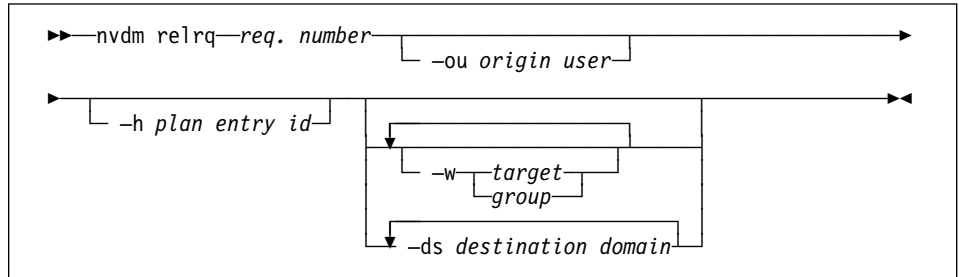 nvdm relrq req. number
–ou origin user
–h plan entry id
–w target
group
–ds destination domain